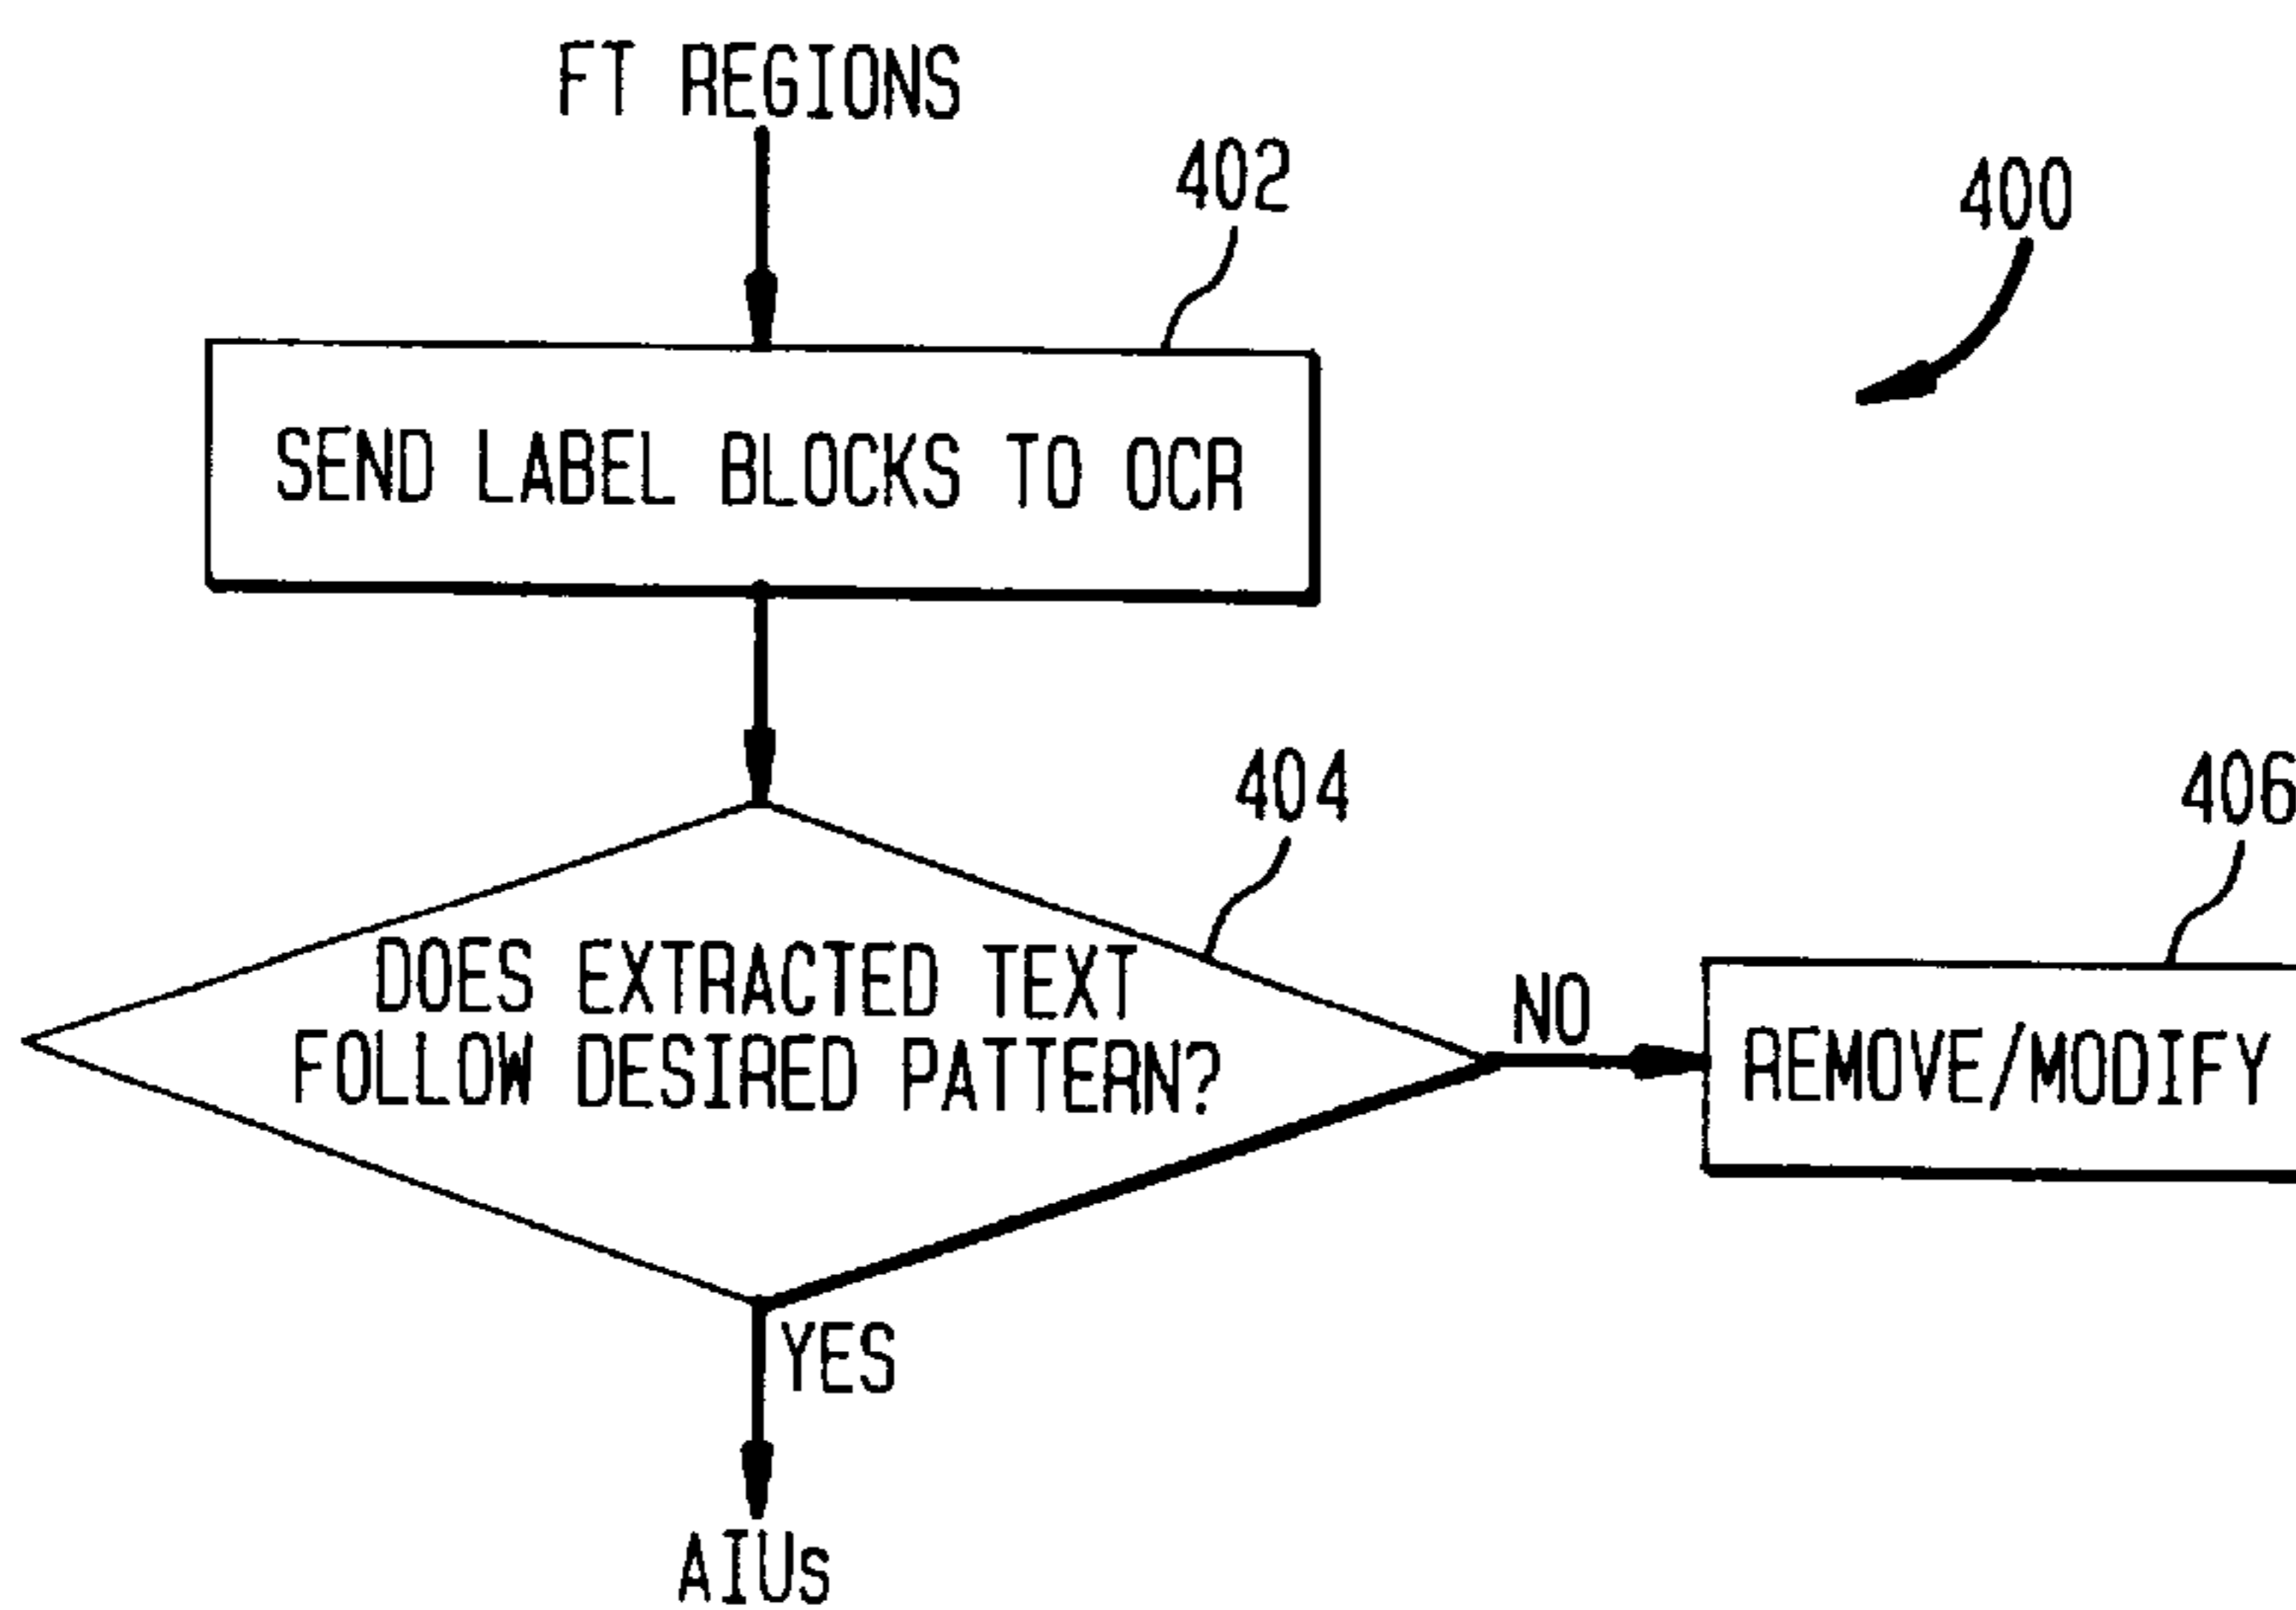 FT REGIONS
402
400
SEND LABEL BLOCKS TO OCR
404
406
DOES EXTRACTED TEXT
FOLLOW DESIRED PATTERN?
NO
REMOVE/MODIFY
YES
AIUs